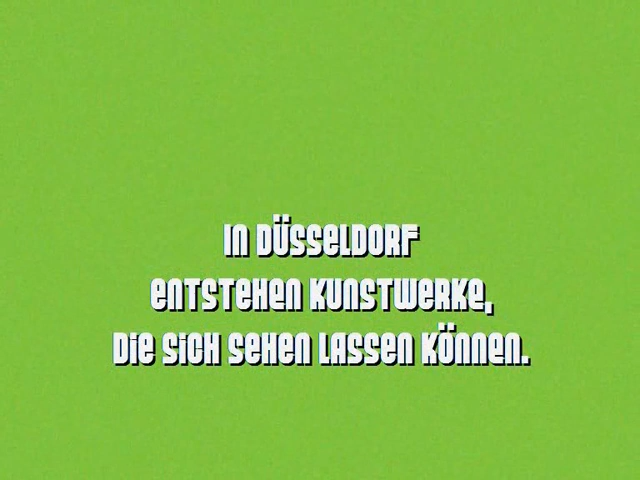 In Düsseldorf
entstehen Kunstwerke,
die sich sehen lassen können.